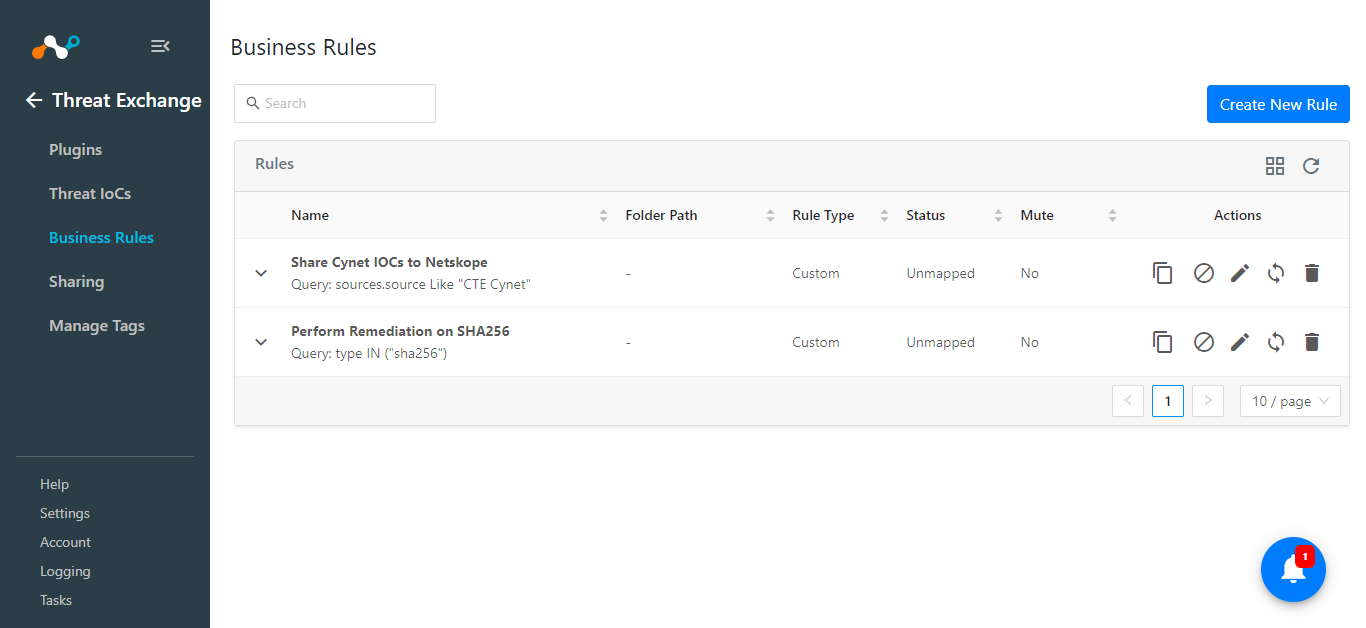 Business Rules
Threat Exchange
Search
Create New Rule
Plugins
Threat IoCs
Business Rules
Sharing
Manage Tags
Rules
Name Folder Path Rule Type Status Mute Actions
Share Cynet IOCs to Netskope
Query: sources.source Like "CTE Cynet"
- Custom Unmapped No
Perform Remediation on SHA256
Query: type IN ("sha256")
- Custom Unmapped No
< 1 > 10 / page
Help
Settings
Account
Logging
Tasks
1